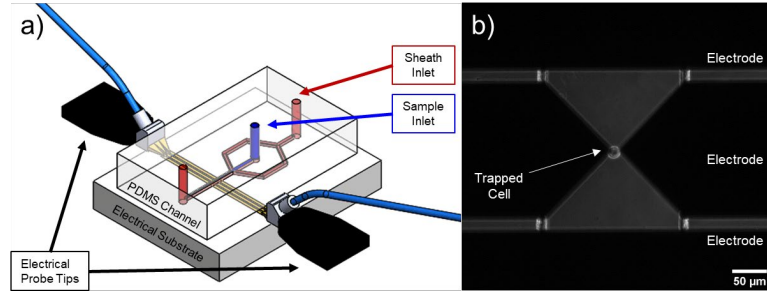 a)
Sheath
Inlet
Sample
Inlet
PDMS Channel
Electrical Substrate
Electrical
Probe Tips
b)
Electrode
Trapped
Cell
Electrode
Electrode
50 µm